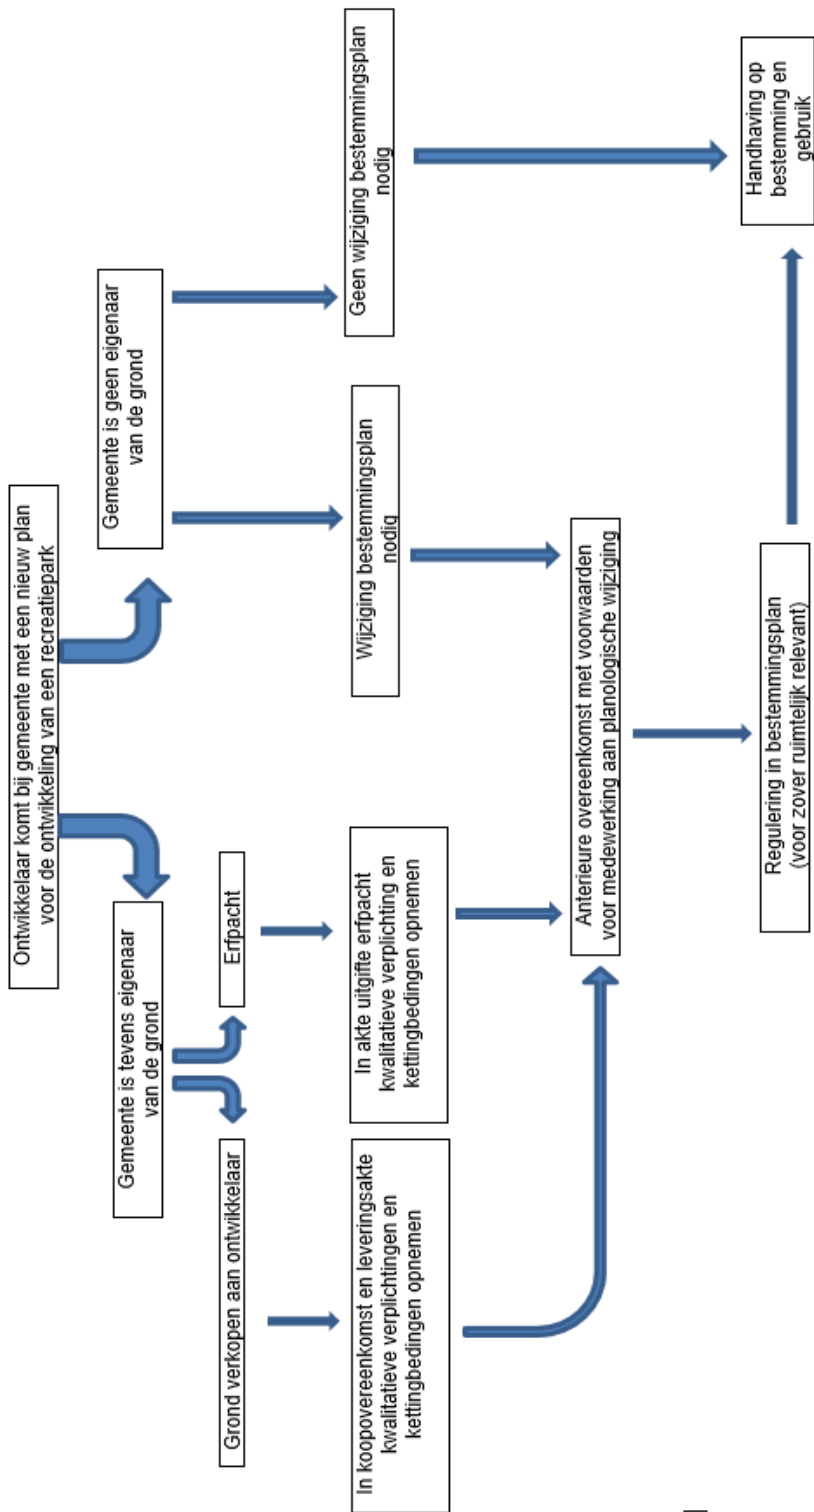 Ontwikkelaar komt bij gemeente met een nieuw plan
voor de ontwikkeling van een recreatiepark
Gemeente is tevens eigenaar
van de grond
Gemeente is geen eigenaar
van de grond
Grond verkopen aan ontwikkelaar
Erfpacht
In koopovereenkomst en leveringsakte
kwalitatieve verplichtingen en
kettingbedingen opnemen
In akte uitgifte erfpacht
kwalitatieve verplichting en
kettingbedingen opnemen
Wijziging bestemmingsplan
nodig
Geen wijziging bestemmingsplan
nodig
Anterieure overeenkomst met voorwaarden
voor medewerking aan planologische wijziging
Regulering in bestemmingsplan
(voor zover ruimtelijk relevant)
Handhaving op
bestemming en
gebruik